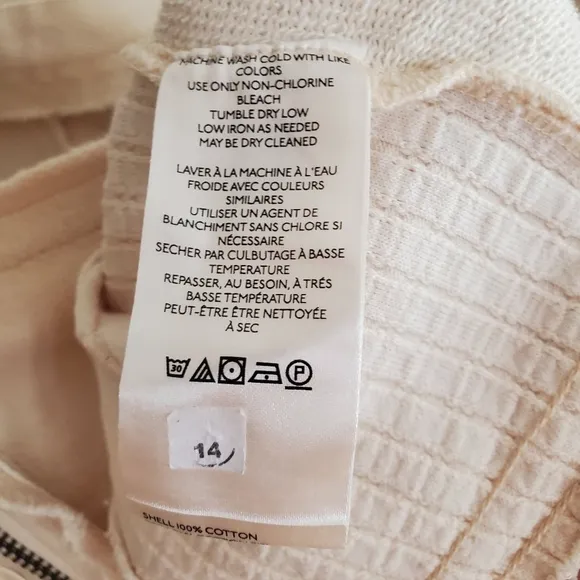 MACHINE WASH COLD WITH LIKE
COLORS
USE ONLY NON-CHLORINE
BLEACH
TUMBLE DRY LOW
LOW IRON AS NEEDED
MAY BE DRY CLEANED
LAVER À LA MACHINE À L'EAU
FROIDE AVEC COULEURS
SIMILAIRES
UTILISER UN AGENT DE
BLANCHIMENT SANS CHLORE SI
NÉCESSAIRE
SECHER PAR CULBUTAGE À BASSE
TEMPERATURE
REPASSER, AU BESOIN, À TRÉS
BASSE TEMPÉRATURE
PEUT-ÊTRE ÊTRE NETTOYÉE
À SEC
30 P
14
SHELL 100% COTTON